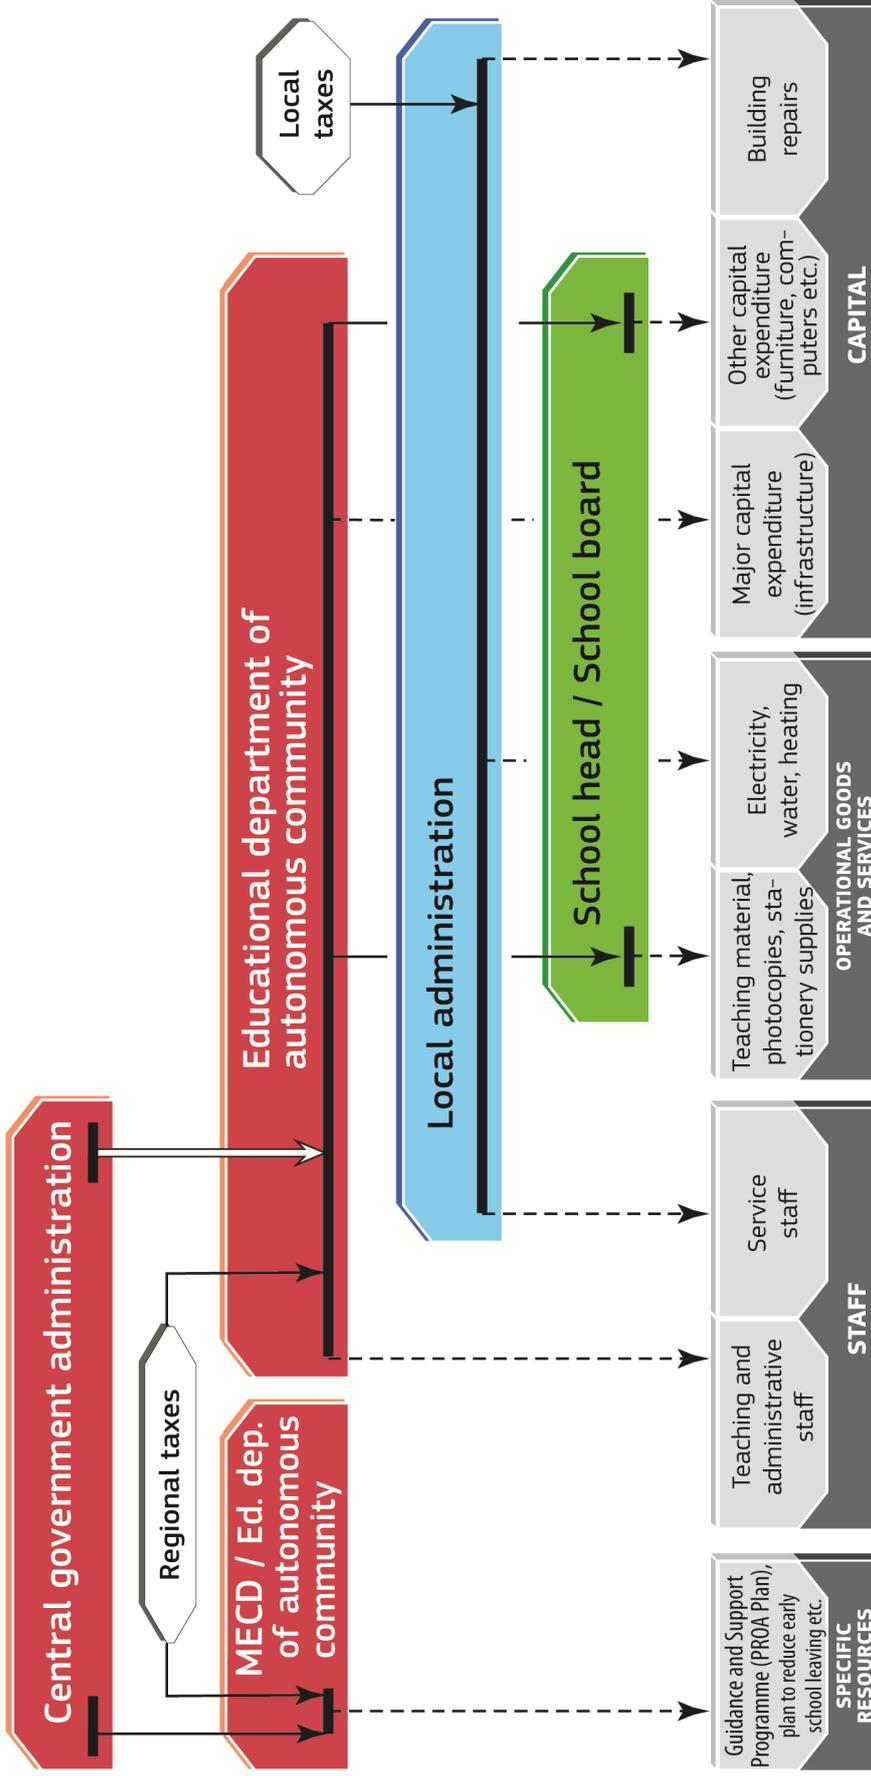 Central government administration
Regional taxes
MECD / Ed. dep.
of autonomous
community
Educational department of
autonomous community
Local
taxes
Local administration
School head / School board
Guidance and Support
Programme (PROA Plan),
plan to reduce early
school leaving etc.
Teaching and
administrative
staff
Service
staff
Teaching material,
photocopies, sta-
tionery supplies
Electricity,
water, heating
Major capital
expenditure
(infrastructure)
Other capital
expenditure
(furniture, com-
puters etc.)
Building
repairs
SPECIFIC
RESOURCES
STAFF
OPERATIONAL GOODS
AND SERVICES
CAPITAL